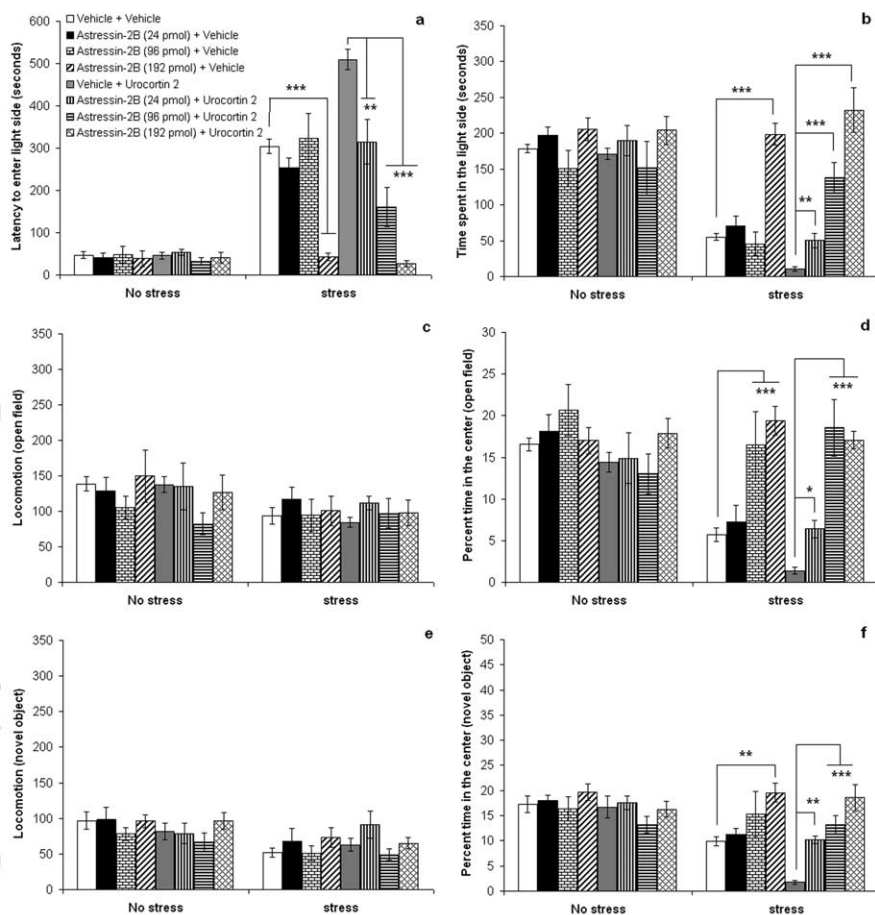 a
Latency to enter light side (seconds)
600
500
400
300
200
100
0
Vehicle + Vehicle
Astressin-2B (24 pmol) + Vehicle
Astressin-2B (96 pmol) + Vehicle
Astressin-2B (192 pmol) + Vehicle
Vehicle + Urocortin 2
Astressin-2B (24 pmol) + Urocortin 2
Astressin-2B (96 pmol) + Urocortin 2
Astressin-2B (192 pmol) + Urocortin 2
***
**
***
No stress
stress
b
Time spent in the light side (seconds)
300
250
200
150
100
50
0
***
***
***
**
No stress
stress
c
Locomotion (open field)
350
300
250
200
150
100
50
0
No stress
stress
d
Percent time in the center (open field)
30
25
20
15
10
5
0
***
***
*
No stress
stress
e
Locomotion (novel object)
350
300
250
200
150
100
50
0
No stress
stress
f
Percent time in the center (novel object)
50
45
40
35
30
25
20
15
10
5
0
**
***
**
No stress
stress